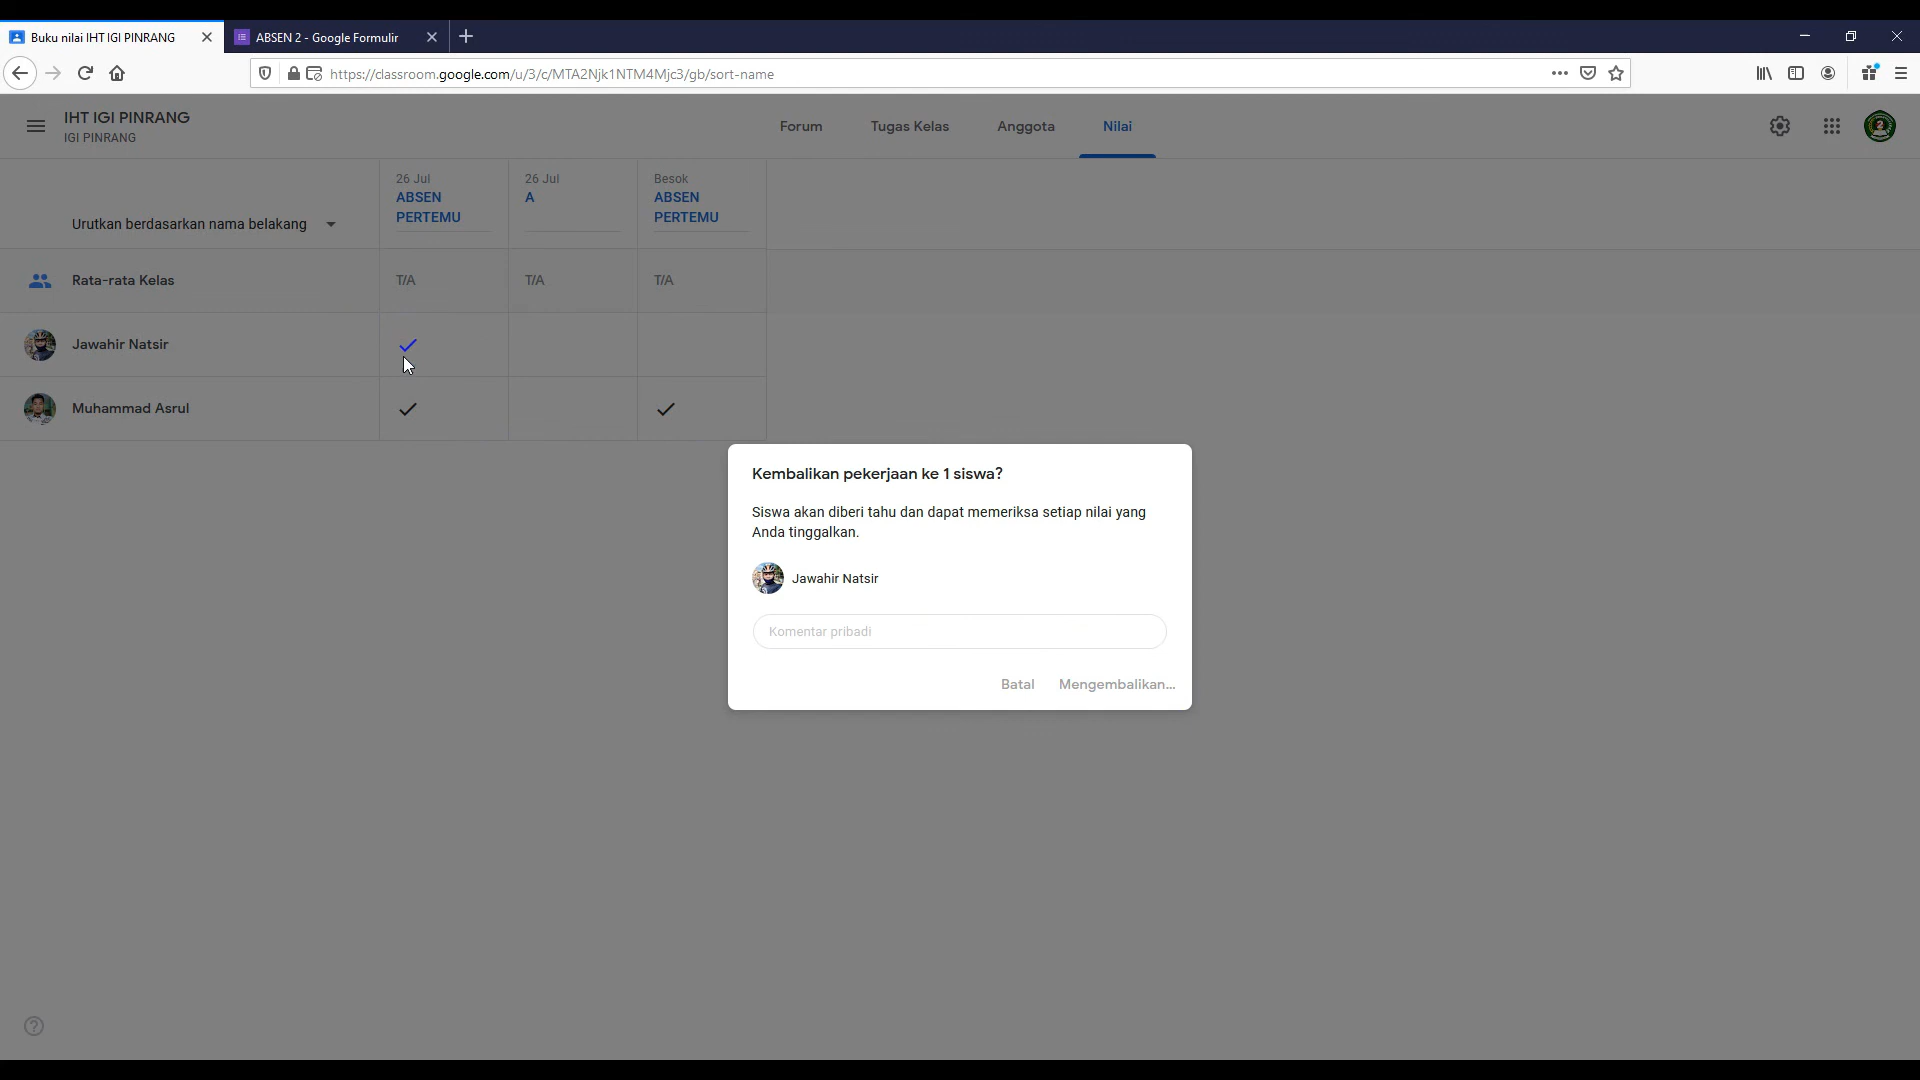 Buku nilai IHT IGI PINRANG
ABSEN 2 - Google Formulir
https://classroom.google.com/u/3/c/MTA2Njk1NTM4Mjc3/gb/sort-name
IHT IGI PINRANG
IGI PINRANG
Forum
Tugas Kelas
Anggota
Nilai
Urutkan berdasarkan nama belakang
26 Jul
ABSEN
PERTEMU
26 Jul
A
Besok
ABSEN
PERTEMU
Rata-rata Kelas
T/A
T/A
T/A
Jawahir Natsir
Muhammad Asrul
Kembalikan pekerjaan ke 1 siswa?
Siswa akan diberi tahu dan dapat memeriksa setiap nilai yang
Anda tinggalkan.
Jawahir Natsir
Komentar pribadi
Batal
Mengembalikan...